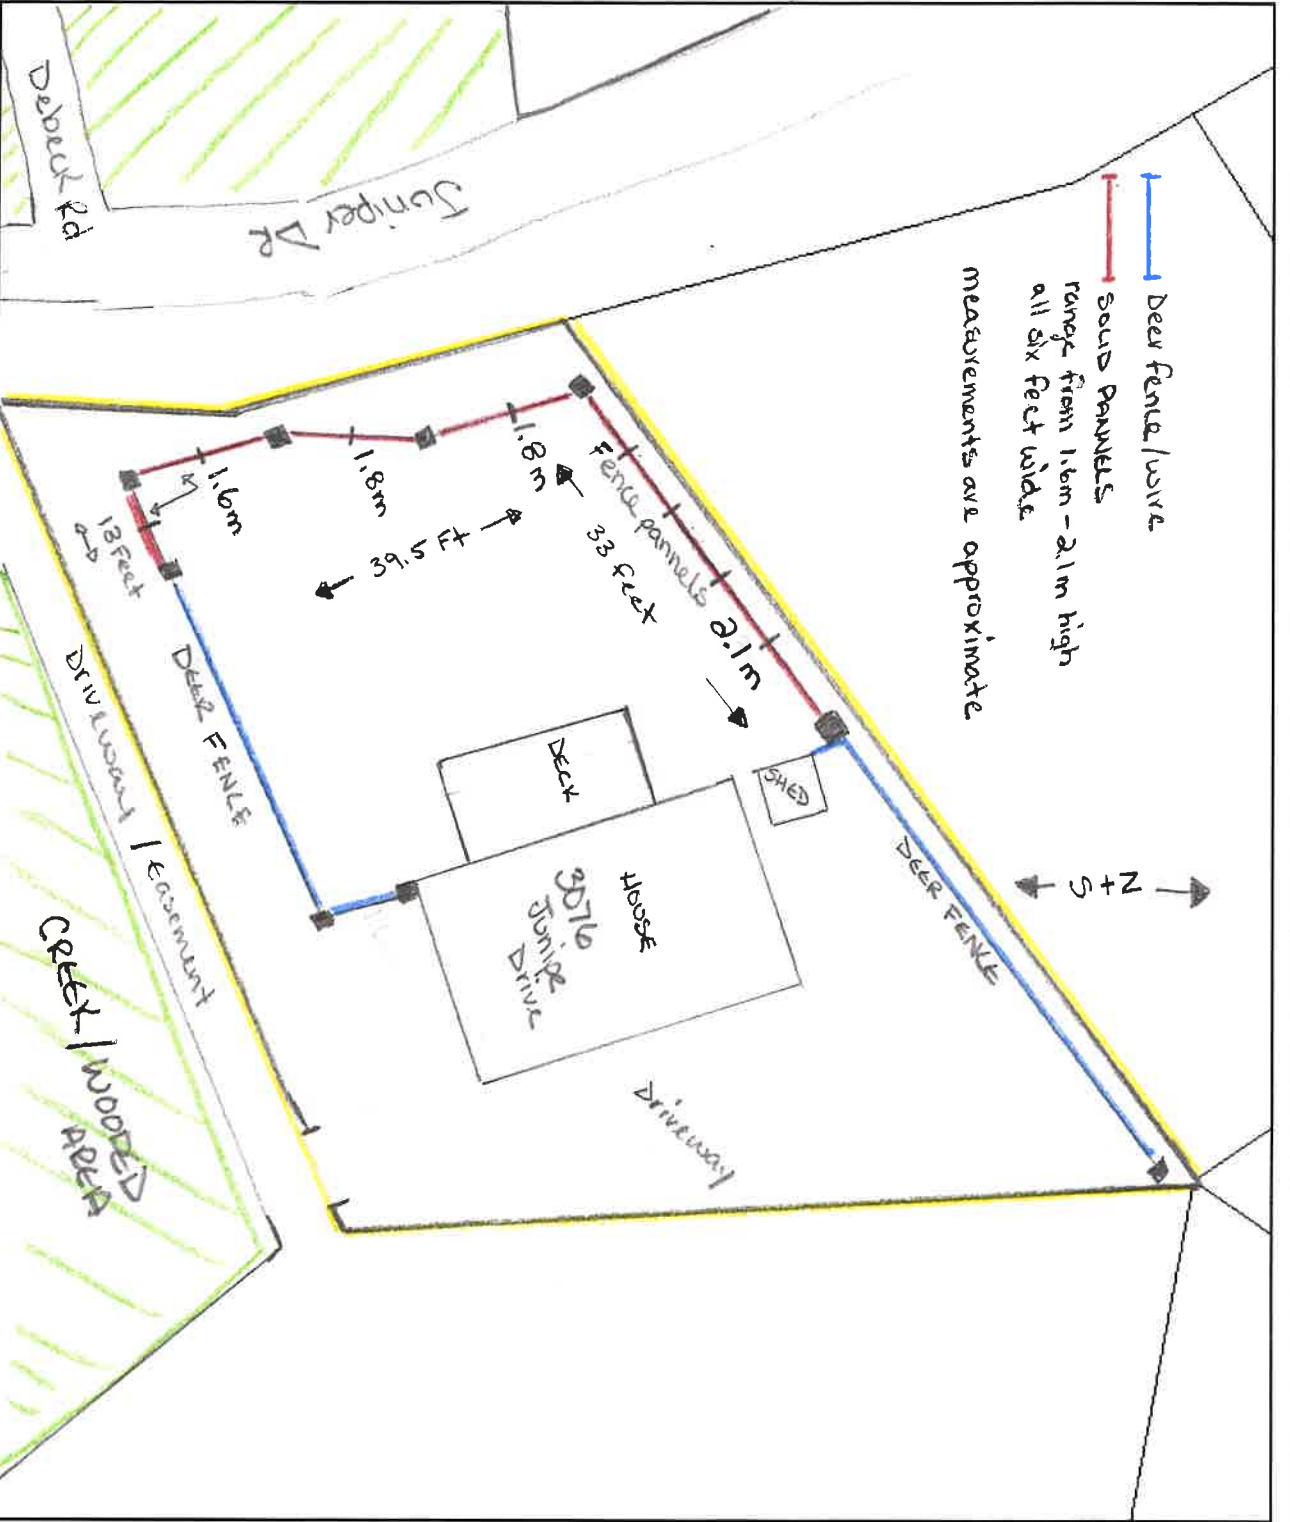 Deer fence/wire
SOLID PANNELS
range from 1.6m - 2.1m high
all six feet wide
measurements are approximate
N
S
Debeck Rd
Juniper DR
Fence pannels 2.1m
33 feet
1.8m
1.8m
1.6m
39.5 Ft
13 Feet
DEER FENCE
DEER FENCE
DECK
SHED
HOUSE
3076
Junipe
Drive
Driveway
Driveway / Easement
CREEK/WOODED
AREA